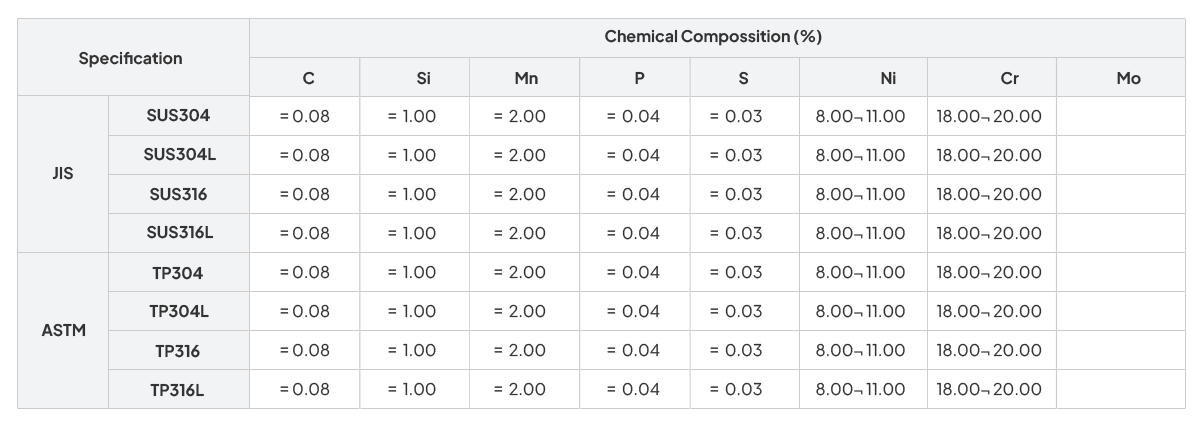 Specification Chemical Compossition (%)
C Si Mn P S Ni Cr Mo
JIS SUS304 = 0.08 = 1.00 = 2.00 = 0.04 = 0.03 8.00¬ 11.00 18.00¬ 20.00
SUS304L = 0.08 = 1.00 = 2.00 = 0.04 = 0.03 8.00¬ 11.00 18.00¬ 20.00
SUS316 = 0.08 = 1.00 = 2.00 = 0.04 = 0.03 8.00¬ 11.00 18.00¬ 20.00
SUS316L = 0.08 = 1.00 = 2.00 = 0.04 = 0.03 8.00¬ 11.00 18.00¬ 20.00
ASTM TP304 = 0.08 = 1.00 = 2.00 = 0.04 = 0.03 8.00¬ 11.00 18.00¬ 20.00
TP304L = 0.08 = 1.00 = 2.00 = 0.04 = 0.03 8.00¬ 11.00 18.00¬ 20.00
TP316 = 0.08 = 1.00 = 2.00 = 0.04 = 0.03 8.00¬ 11.00 18.00¬ 20.00
TP316L = 0.08 = 1.00 = 2.00 = 0.04 = 0.03 8.00¬ 11.00 18.00¬ 20.00